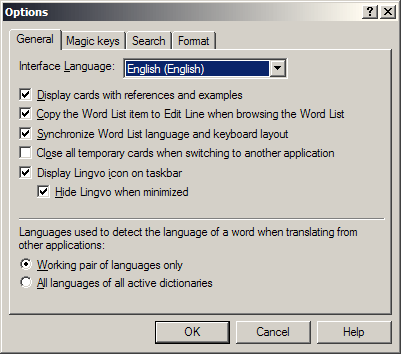 Options
General Magic keys Search Format
Interface Language: English (English)
Display cards with references and examples
Copy the Word List item to Edit Line when browsing the Word List
Synchronize Word List language and keyboard layout
Close all temporary cards when switching to another application
Display Lingvo icon on taskbar
Hide Lingvo when minimized
Languages used to detect the language of a word when translating from
other applications:
Working pair of languages only
All languages of all active dictionaries
OK Cancel Help